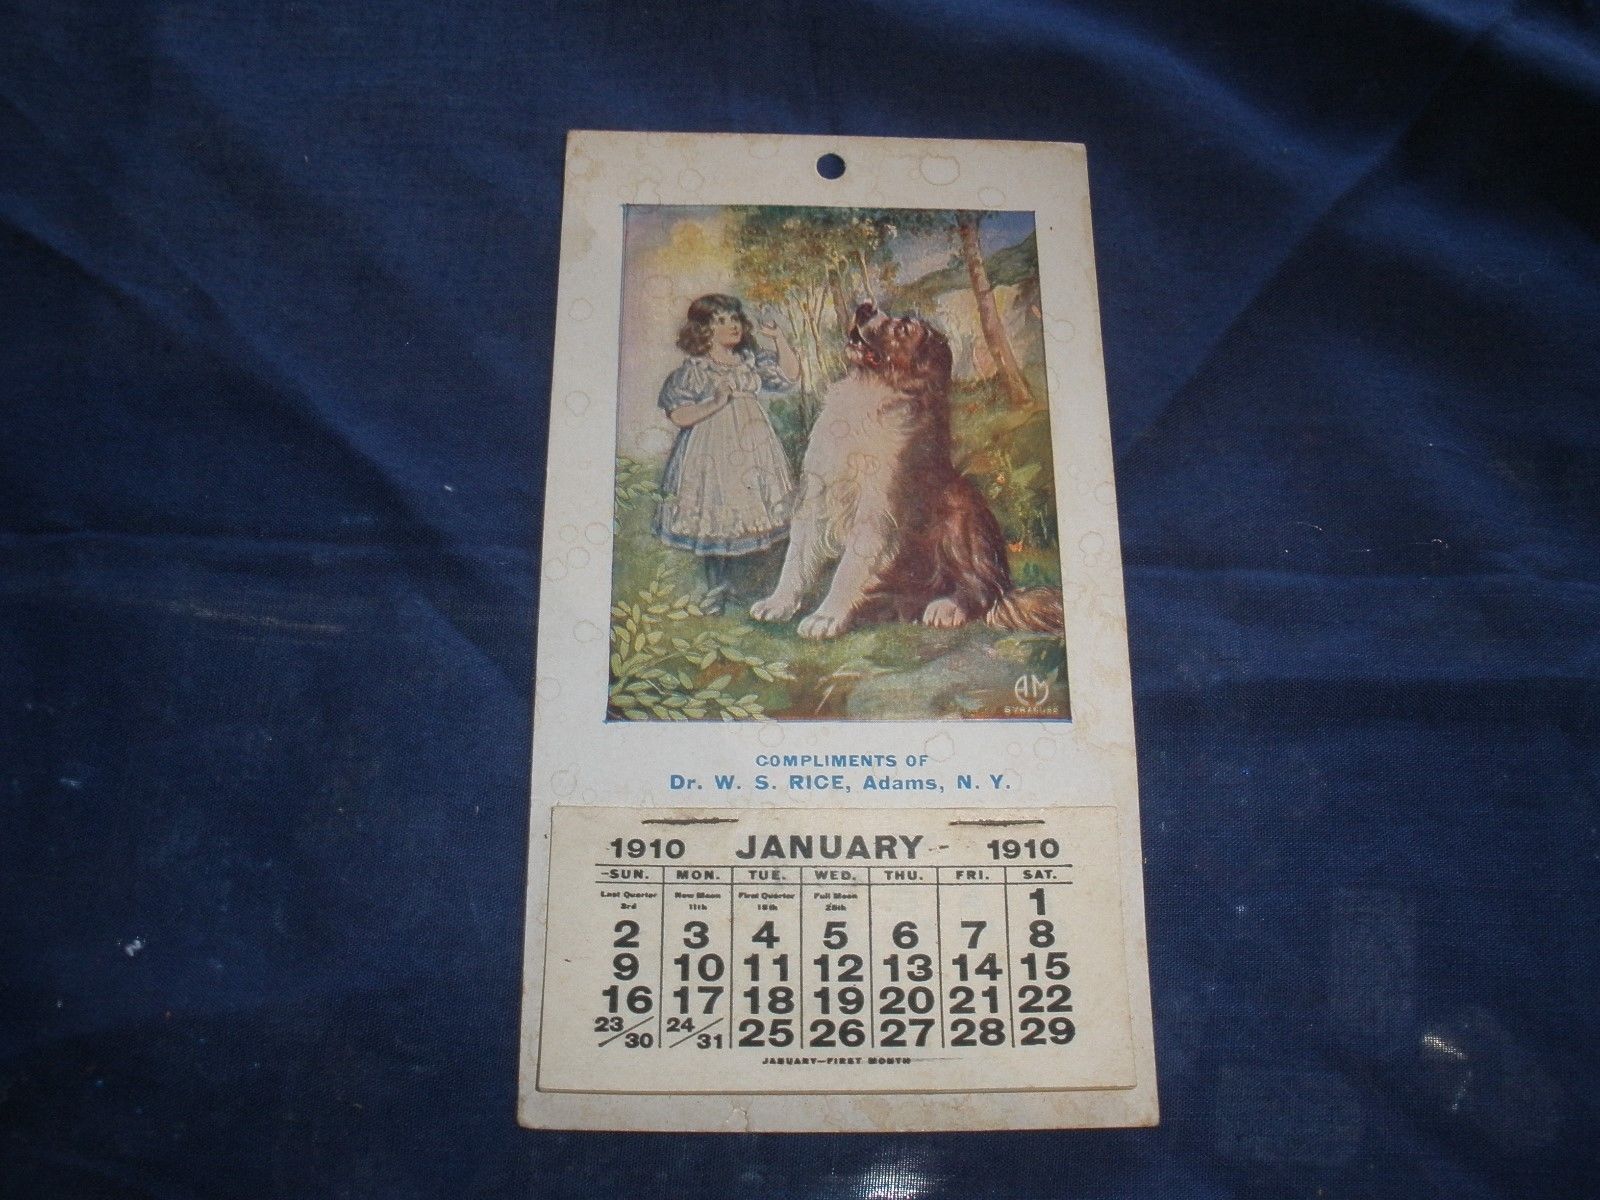 AM
SYRACUSE
COMPLIMENTS OF
Dr. W. S. RICE, Adams, N. Y.
1910 JANUARY 1910
SUN. MON. TUE. WED. THU. FRI. SAT.
Last Quarter 3rd New Moon 11th First Quarter 18th Full Moon 25th 1
2 3 4 5 6 7 8
9 10 11 12 13 14 15
16 17 18 19 20 21 22
23/30 24/31 25 26 27 28 29
JANUARY—FIRST MONTH